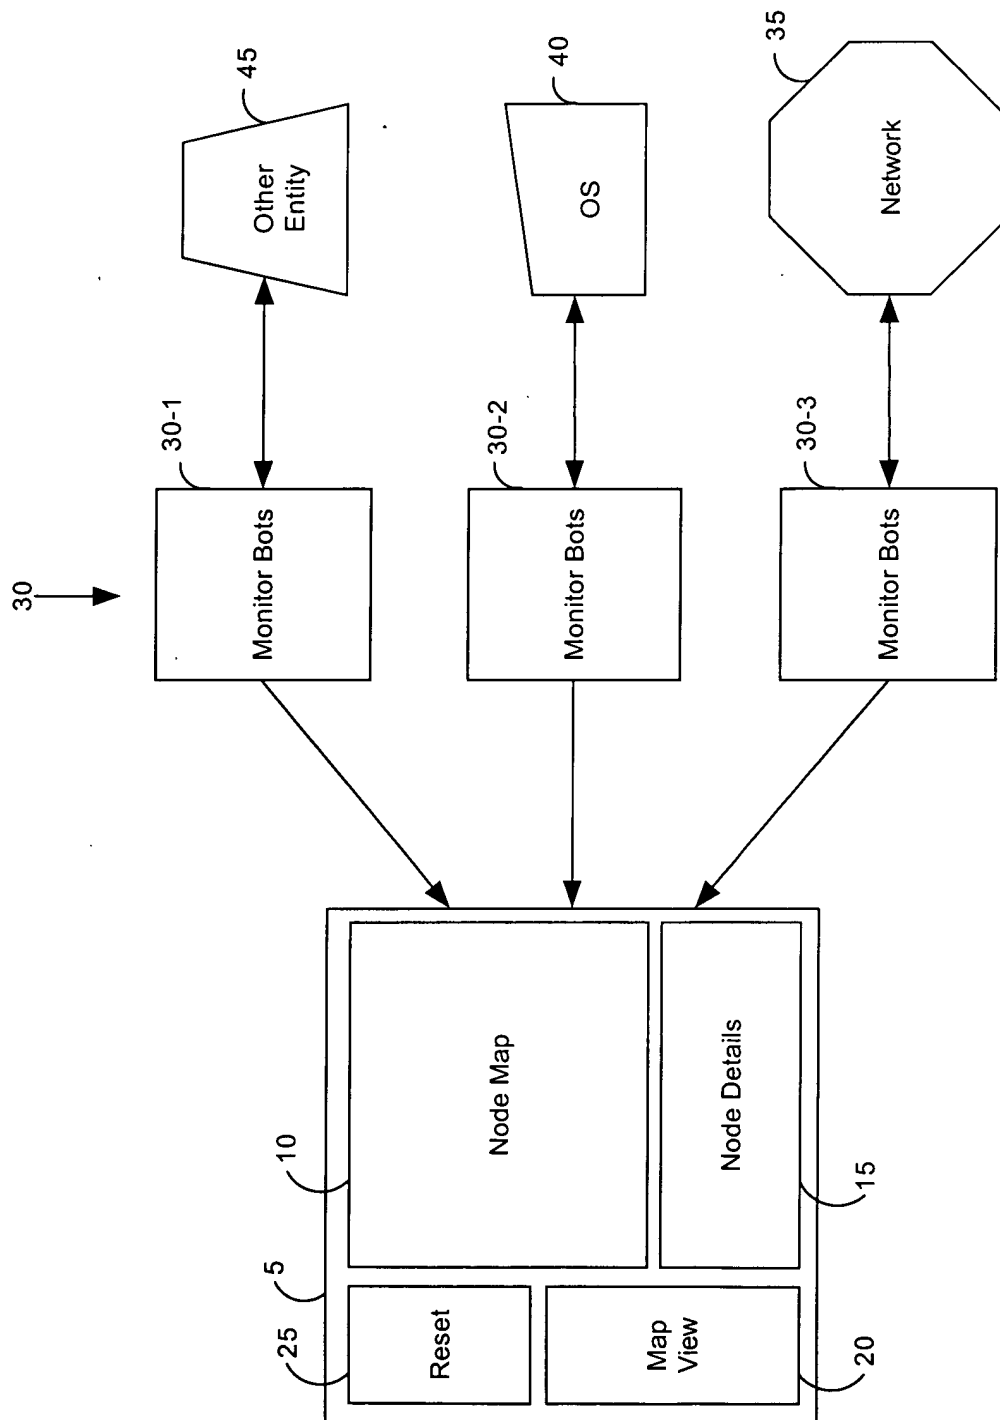 30
25
Reset
5
10
Node Map
Map
View
20
Node Details
15
Monitor Bots
30-1
Other
Entity
45
Monitor Bots
30-2
OS
40
Monitor Bots
30-3
Network
35